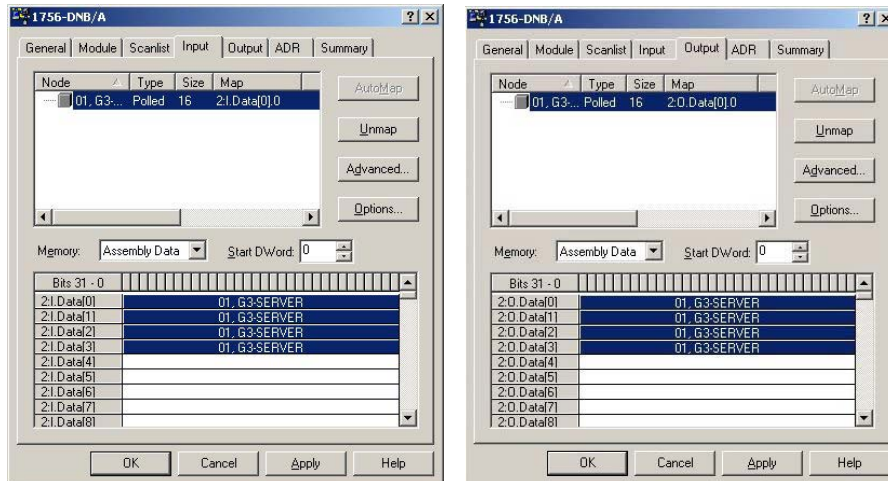 1756-DNB/A
General Module Scanlist Input Output ADR Summary
Node Type Size Map
01, G3-... Polled 16 2:I.Data[0].0
AutoMap
Unmap
Advanced...
Options...
Memory: Assembly Data Start DWord: 0
Bits 31 - 0
2:I.Data[0] 01, G3-SERVER
2:I.Data[1] 01, G3-SERVER
2:I.Data[2] 01, G3-SERVER
2:I.Data[3] 01, G3-SERVER
2:I.Data[4]
2:I.Data[5]
2:I.Data[6]
2:I.Data[7]
2:I.Data[8]
OK Cancel Apply Help
1756-DNB/A
General Module Scanlist Input Output ADR Summary
Node Type Size Map
01, G3-... Polled 16 2:O.Data[0].0
AutoMap
Unmap
Advanced...
Options...
Memory: Assembly Data Start DWord: 0
Bits 31 - 0
2:O.Data[0] 01, G3-SERVER
2:O.Data[1] 01, G3-SERVER
2:O.Data[2] 01, G3-SERVER
2:O.Data[3] 01, G3-SERVER
2:O.Data[4]
2:O.Data[5]
2:O.Data[6]
2:O.Data[7]
2:O.Data[8]
OK Cancel Apply Help